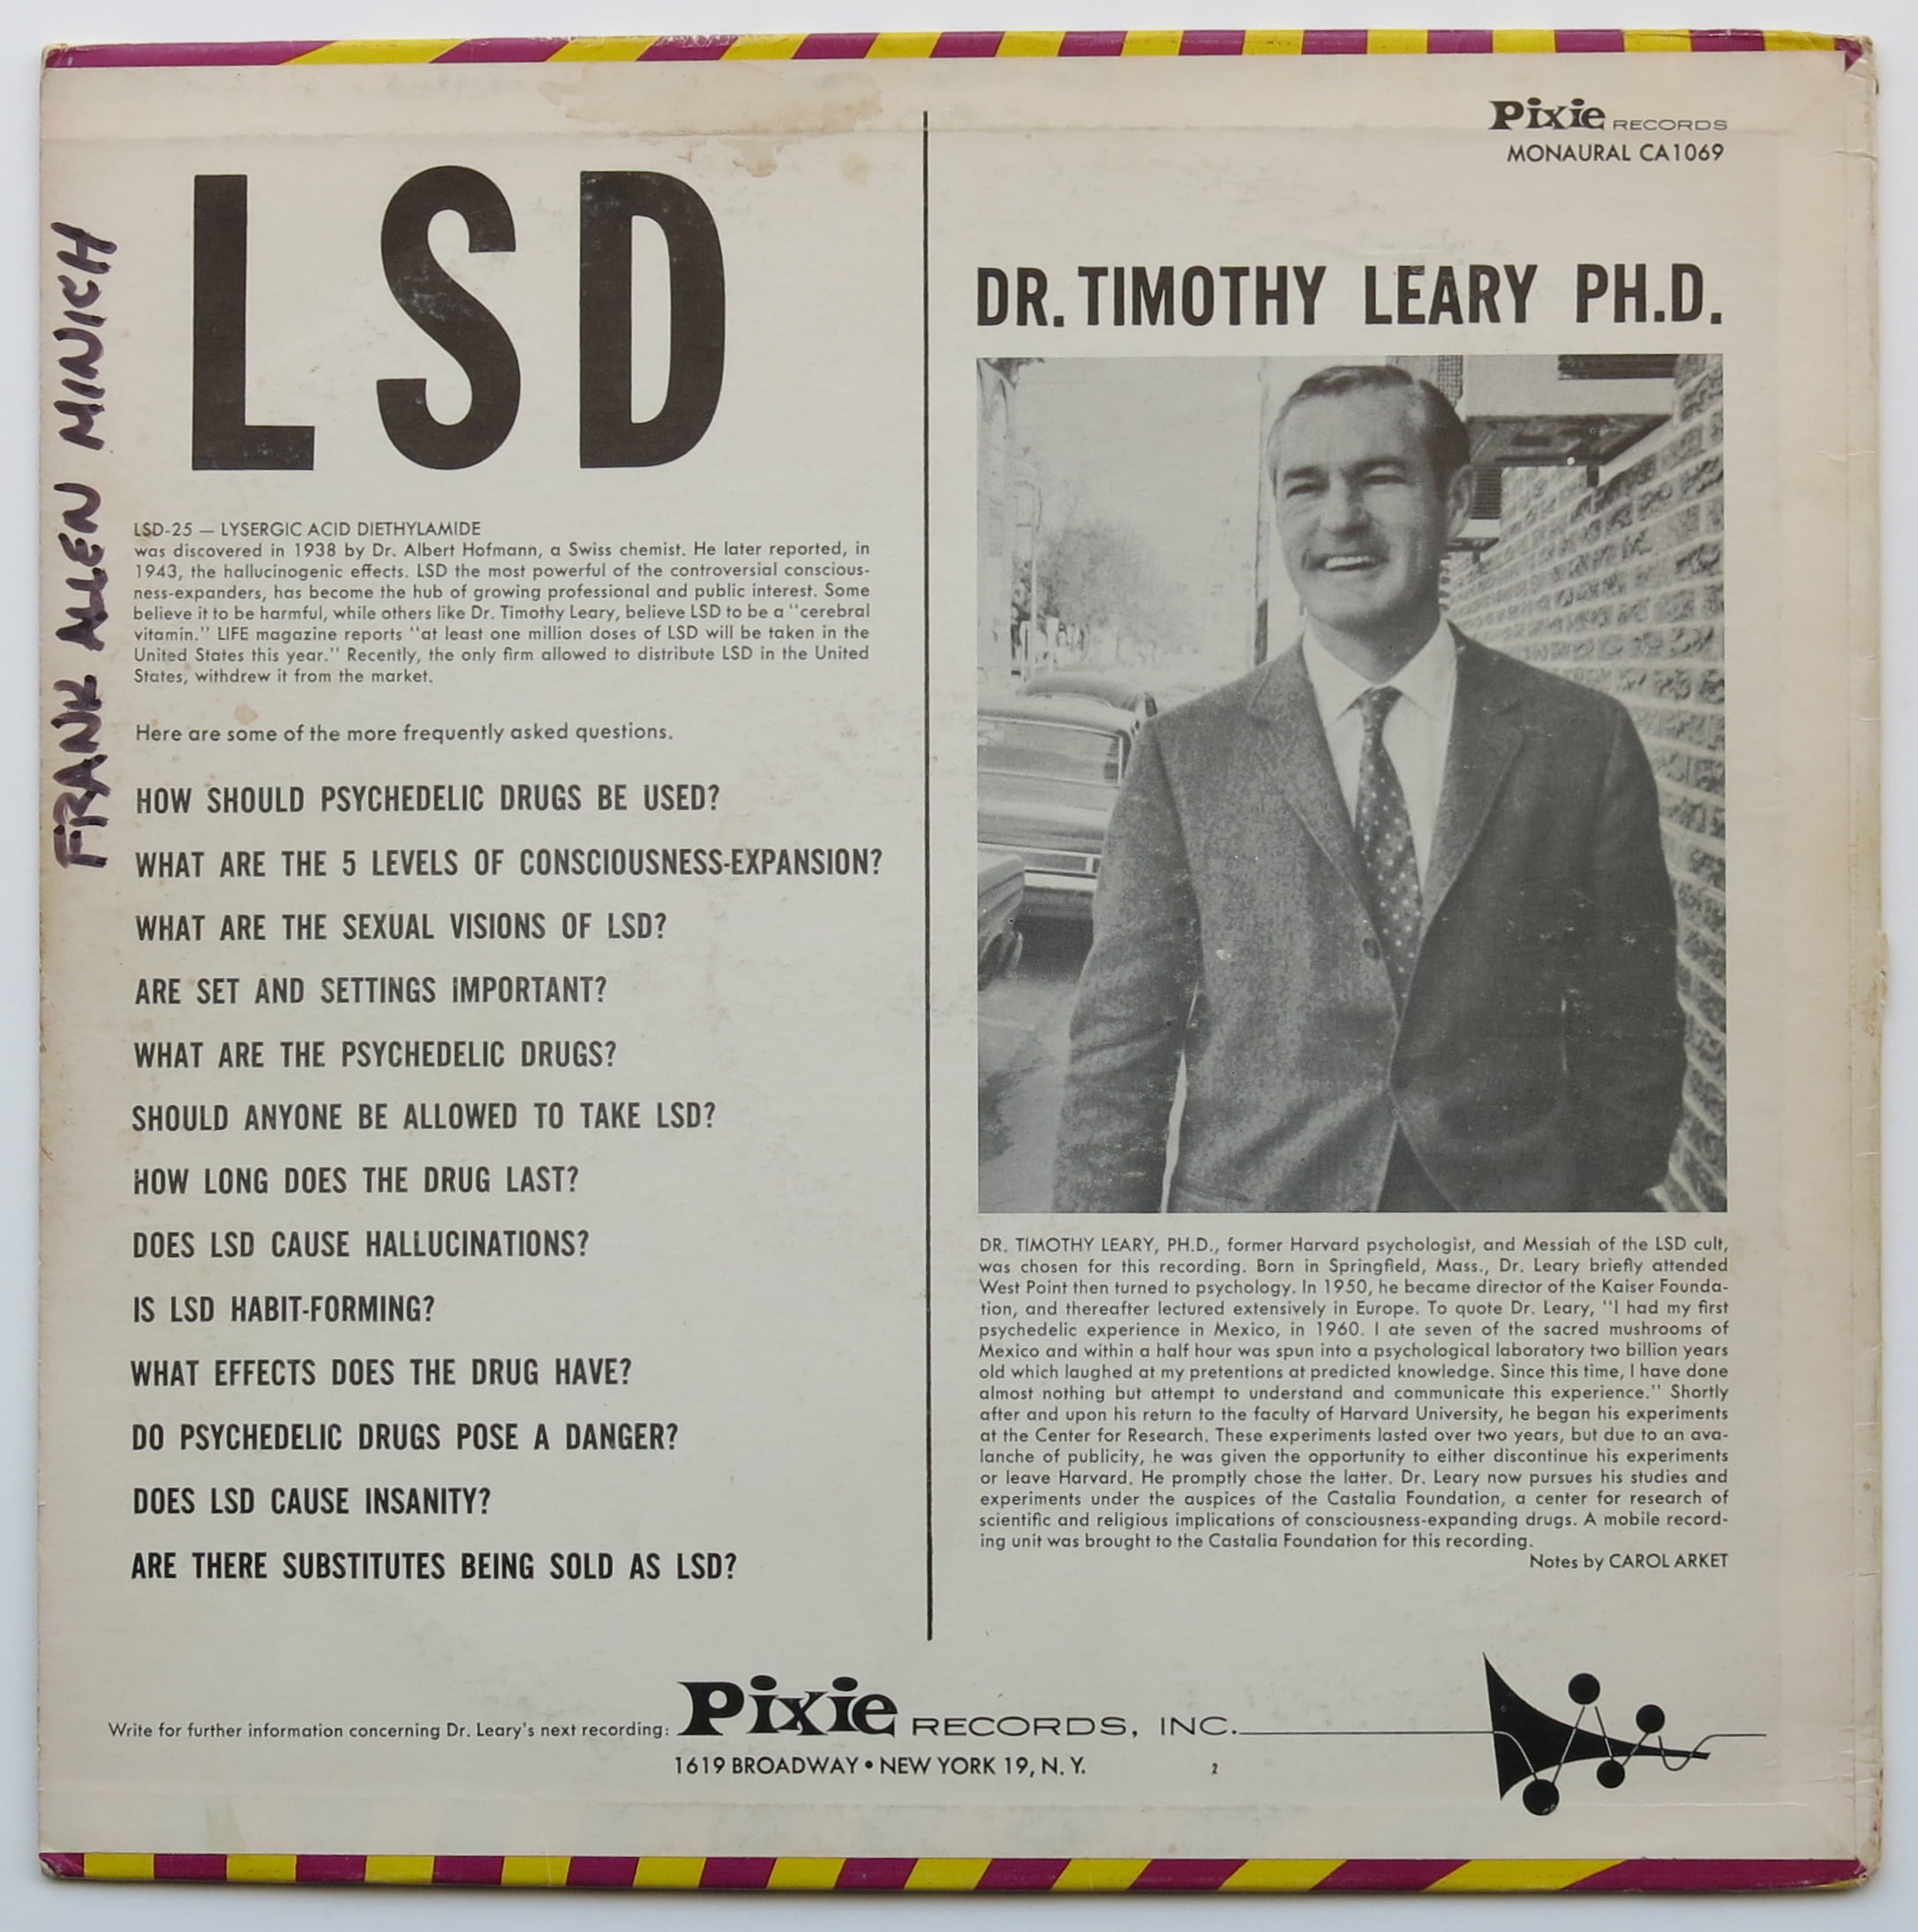 FRANK ALLEN MINICH
LSD
LSD-25 — LYSERGIC ACID DIETHYLAMIDE
was discovered in 1938 by Dr. Albert Hofmann, a Swiss chemist. He later reported, in
1943, the hallucinogenic effects. LSD the most powerful of the controversial conscious-
ness-expanders, has become the hub of growing professional and public interest. Some
believe it to be harmful, while others like Dr. Timothy Leary, believe LSD to be a "cerebral
vitamin." LIFE magazine reports "at least one million doses of LSD will be taken in the
United States this year." Recently, the only firm allowed to distribute LSD in the United
States, withdrew it from the market.
Here are some of the more frequently asked questions.
HOW SHOULD PSYCHEDELIC DRUGS BE USED?
WHAT ARE THE 5 LEVELS OF CONSCIOUSNESS-EXPANSION?
WHAT ARE THE SEXUAL VISIONS OF LSD?
ARE SET AND SETTINGS IMPORTANT?
WHAT ARE THE PSYCHEDELIC DRUGS?
SHOULD ANYONE BE ALLOWED TO TAKE LSD?
HOW LONG DOES THE DRUG LAST?
DOES LSD CAUSE HALLUCINATIONS?
IS LSD HABIT-FORMING?
WHAT EFFECTS DOES THE DRUG HAVE?
DO PSYCHEDELIC DRUGS POSE A DANGER?
DOES LSD CAUSE INSANITY?
ARE THERE SUBSTITUTES BEING SOLD AS LSD?
Pixie RECORDS
MONAURAL CA1069
DR. TIMOTHY LEARY PH.D.
DR. TIMOTHY LEARY, PH.D., former Harvard psychologist, and Messiah of the LSD cult,
was chosen for this recording. Born in Springfield, Mass., Dr. Leary briefly attended
West Point then turned to psychology. In 1950, he became director of the Kaiser Founda-
tion, and thereafter lectured extensively in Europe. To quote Dr. Leary, "I had my first
psychedelic experience in Mexico, in 1960. I ate seven of the sacred mushrooms of
Mexico and within a half hour was spun into a psychological laboratory two billion years
old which laughed at my pretentions at predicted knowledge. Since this time, I have done
almost nothing but attempt to understand and communicate this experience." Shortly
after and upon his return to the faculty of Harvard University, he began his experiments
at the Center for Research. These experiments lasted over two years, but due to an ava-
lanche of publicity, he was given the opportunity to either discontinue his experiments
or leave Harvard. He promptly chose the latter. Dr. Leary now pursues his studies and
experiments under the auspices of the Castalia Foundation, a center for research of
scientific and religious implications of consciousness-expanding drugs. A mobile record-
ing unit was brought to the Castalia Foundation for this recording.
Notes by CAROL ARKET
Write for further information concerning Dr. Leary's next recording: Pixie RECORDS, INC.
1619 BROADWAY • NEW YORK 19, N. Y.
2